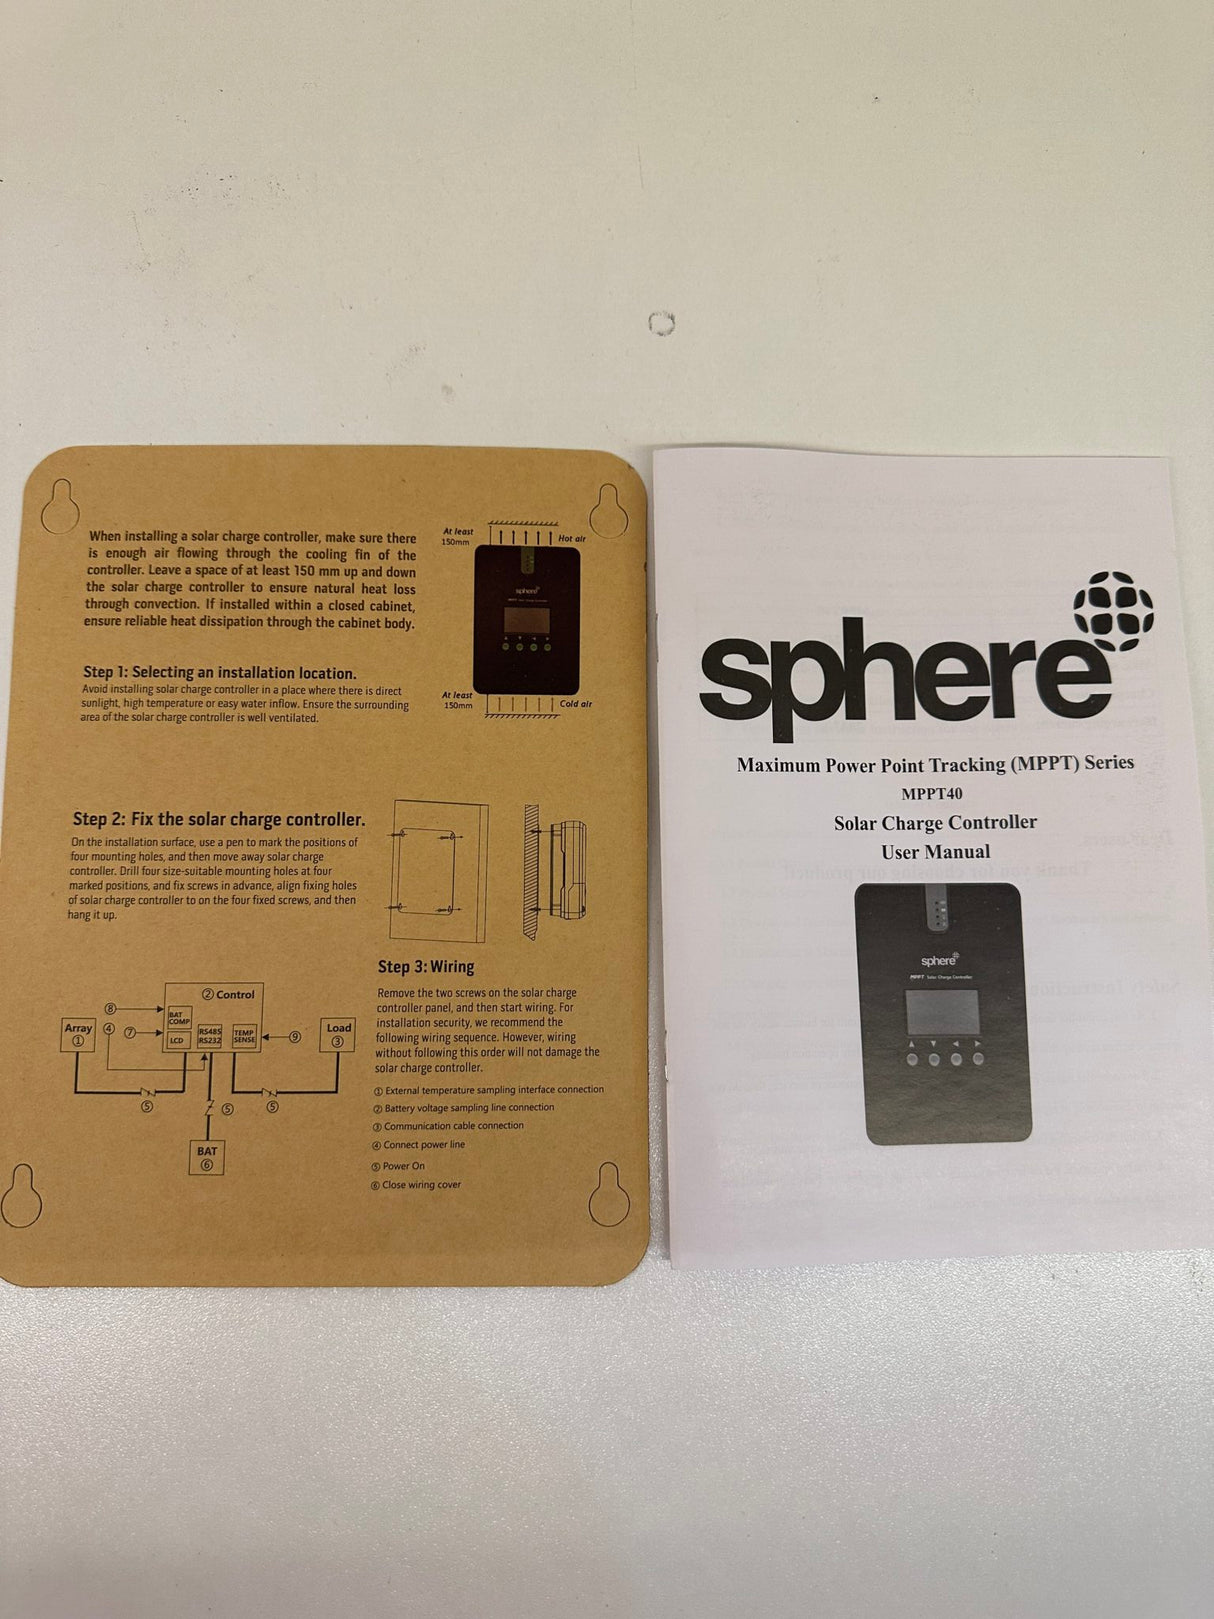 When installing a solar charge controller, make sure there
is enough air flowing through the cooling fin of the
controller. Leave a space of at least 150 mm up and down
the solar charge controller to ensure natural heat loss
through convection. If installed within a closed cabinet,
ensure reliable heat dissipation through the cabinet body.
At least
150mm
Hot air
sphere
MPPT Solar Charge Controller
At least
150mm
Cold air
Step 1: Selecting an installation location.
Avoid installing solar charge controller in a place where there is direct
sunlight, high temperature or easy water inflow. Ensure the surrounding
area of the solar charge controller is well ventilated.
Step 2: Fix the solar charge controller.
On the installation surface, use a pen to mark the positions of
four mounting holes, and then move away solar charge
controller. Drill four size-suitable mounting holes at four
marked positions, and fix screws in advance, align fixing holes
of solar charge controller to on the four fixed screws, and then
hang it up.
② Control
⑧
BAT
COMP
Array
①
④
⑦
LCD
RS485
RS232
TEMP
SENSE
⑨
Load
③
⑤
⑤
⑤
BAT
⑥
Step 3: Wiring
Remove the two screws on the solar charge
controller panel, and then start wiring. For
installation security, we recommend the
following wiring sequence. However, wiring
without following this order will not damage the
solar charge controller.
① External temperature sampling interface connection
② Battery voltage sampling line connection
③ Communication cable connection
④ Connect power line
⑤ Power On
⑥ Close wiring cover
sphere
Maximum Power Point Tracking (MPPT) Series
MPPT40
Solar Charge Controller
User Manual
sphere
MPPT Solar Charge Controller